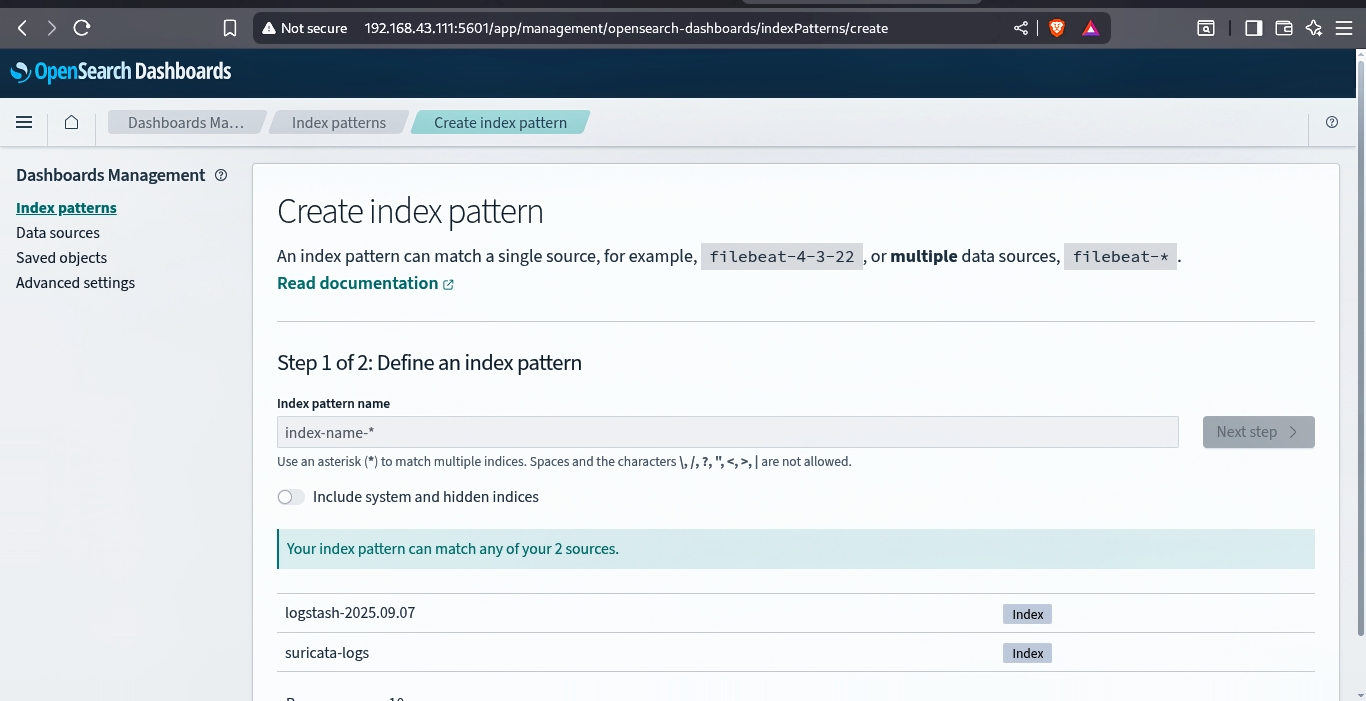 Not secure 192.168.43.111:5601/app/management/opensearch-dashboards/indexPatterns/create
OpenSearch Dashboards
Dashboards Ma… Index patterns Create index pattern
Dashboards Management
Index patterns
Data sources
Saved objects
Advanced settings
Create index pattern
An index pattern can match a single source, for example, filebeat-4-3-22 , or multiple data sources, filebeat-* .
Read documentation
Step 1 of 2: Define an index pattern
Index pattern name
index-name-*
Next step
Use an asterisk (*) to match multiple indices. Spaces and the characters \, /, ?, ", <, >, | are not allowed.
Include system and hidden indices
Your index pattern can match any of your 2 sources.
logstash-2025.09.07 Index
suricata-logs Index